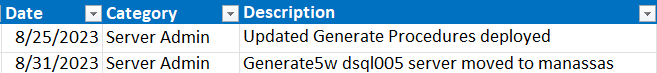 Date Category Description
8/25/2023 Server Admin Updated Generate Procedures deployed
8/31/2023 Server Admin Generate5w dsql005 server moved to manassas